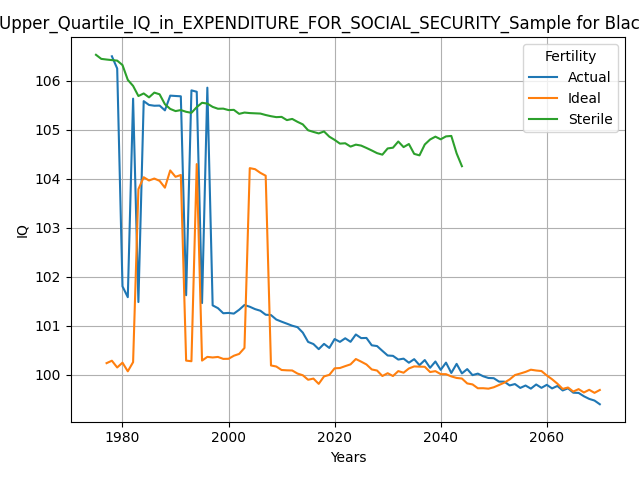 Upper_Quartile_IQ_in_EXPENDITURE_FOR_SOCIAL_SECURITY_Sample for Blac
Fertility
Actual
Ideal
Sterile
106
105
104
103
102
101
100
IQ
1980
2000
2020
2040
2060
Years